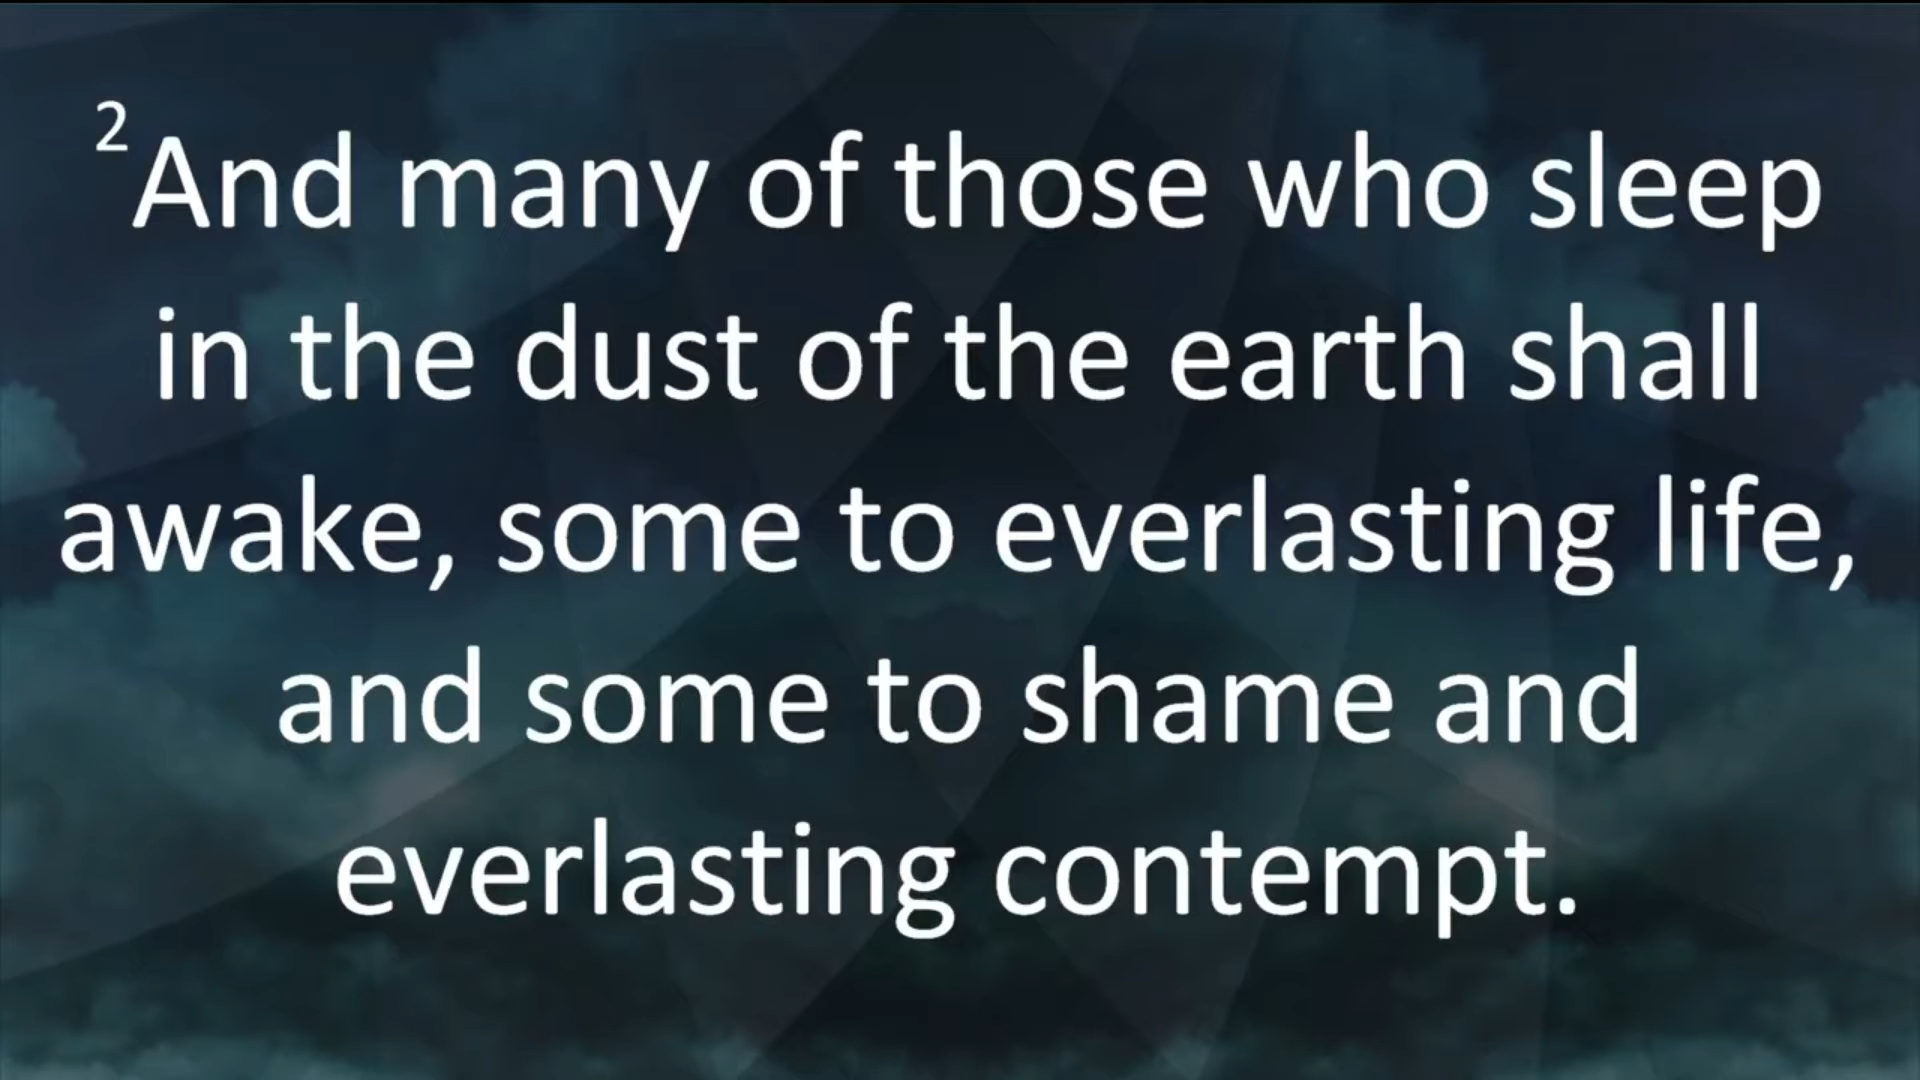 2And many of those who sleep
in the dust of the earth shall
awake, some to everlasting life,
and some to shame and
everlasting contempt.